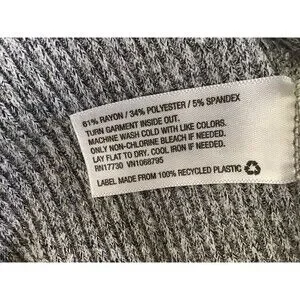 61% RAYON / 34% POLYESTER / 5% SPANDEX
TURN GARMENT INSIDE OUT.
MACHINE WASH COLD WITH LIKE COLORS.
ONLY NON-CHLORINE BLEACH IF NEEDED.
LAY FLAT TO DRY. COOL IRON IF NEEDED.
RN17730 VN1068795
LABEL MADE FROM 100% RECYCLED PLASTIC